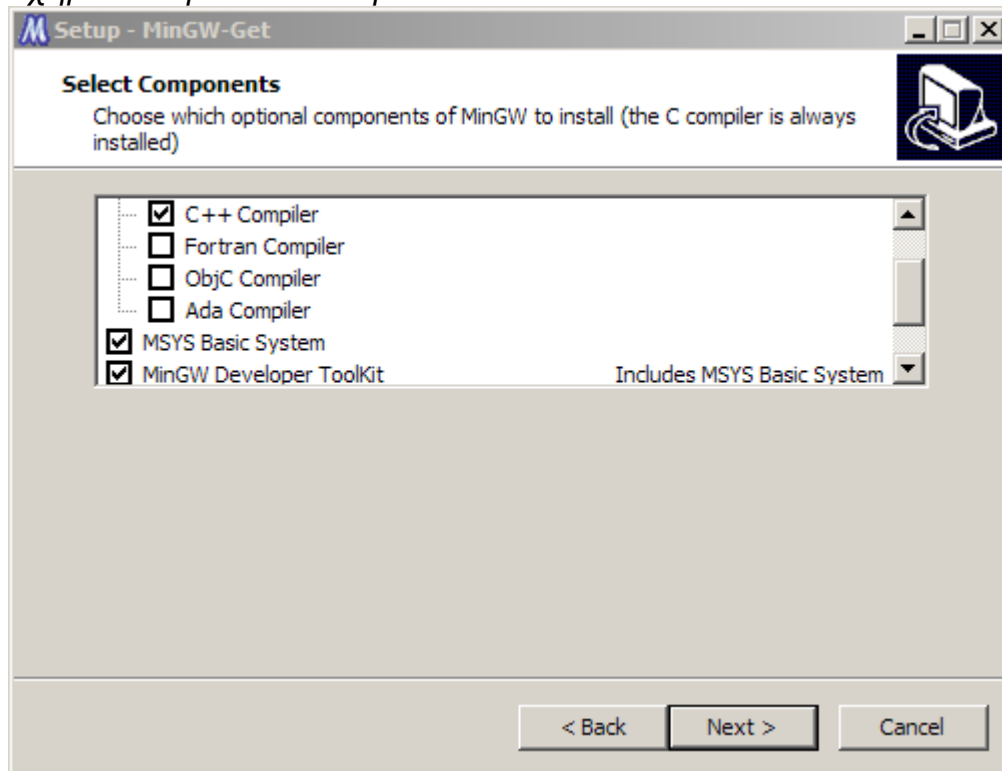 Setup - MinGW-Get
Select Components
Choose which optional components of MinGW to install (the C compiler is always
installed)
C++ Compiler
Fortran Compiler
ObjC Compiler
Ada Compiler
MSYS Basic System
MinGW Developer ToolKit Includes MSYS Basic System
< Back Next > Cancel